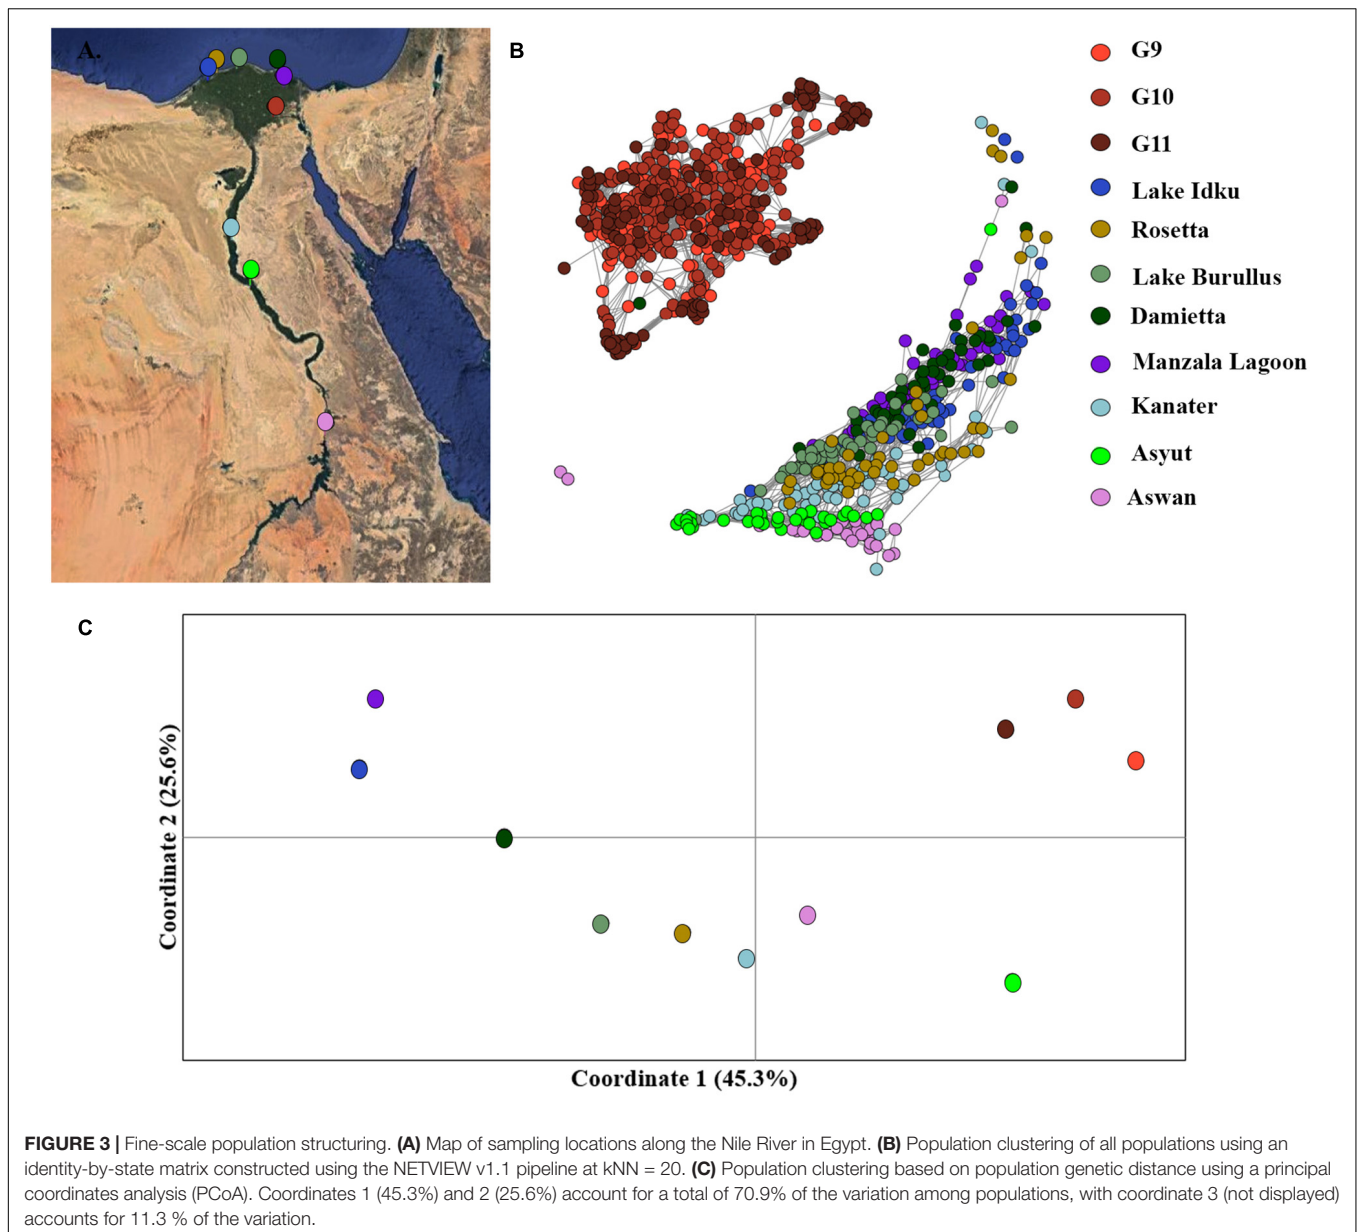 A.
B
G9
G10
G11
Lake Idku
Rosetta
Lake Burullus
Damietta
Manzala Lagoon
Kanater
Asyut
Aswan
C
Coordinate 2 (25.6%)
Coordinate 1 (45.3%)
FIGURE 3 | Fine-scale population structuring. (A) Map of sampling locations along the Nile River in Egypt. (B) Population clustering of all populations using an
identity-by-state matrix constructed using the NETVIEW v1.1 pipeline at kNN = 20. (C) Population clustering based on population genetic distance using a principal
coordinates analysis (PCoA). Coordinates 1 (45.3%) and 2 (25.6%) account for a total of 70.9% of the variation among populations, with coordinate 3 (not displayed)
accounts for 11.3 % of the variation.